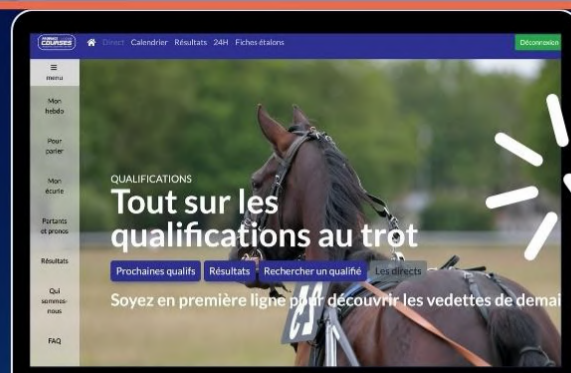 COURSES
Direct Calendrier Résultats 24H Fiches étalons
Déconnexion
menu
Mon
hebdo
Pour
parier
Mon
écurie
Partants
et pronos
Résultats
Qui
sommes-
nous
FAQ
QUALIFICATIONS
Tout sur les
qualifications au trot
Prochaines qualifs Résultats Rechercher un qualifié Les directs
Soyez en première ligne pour découvrir les vedettes de demai